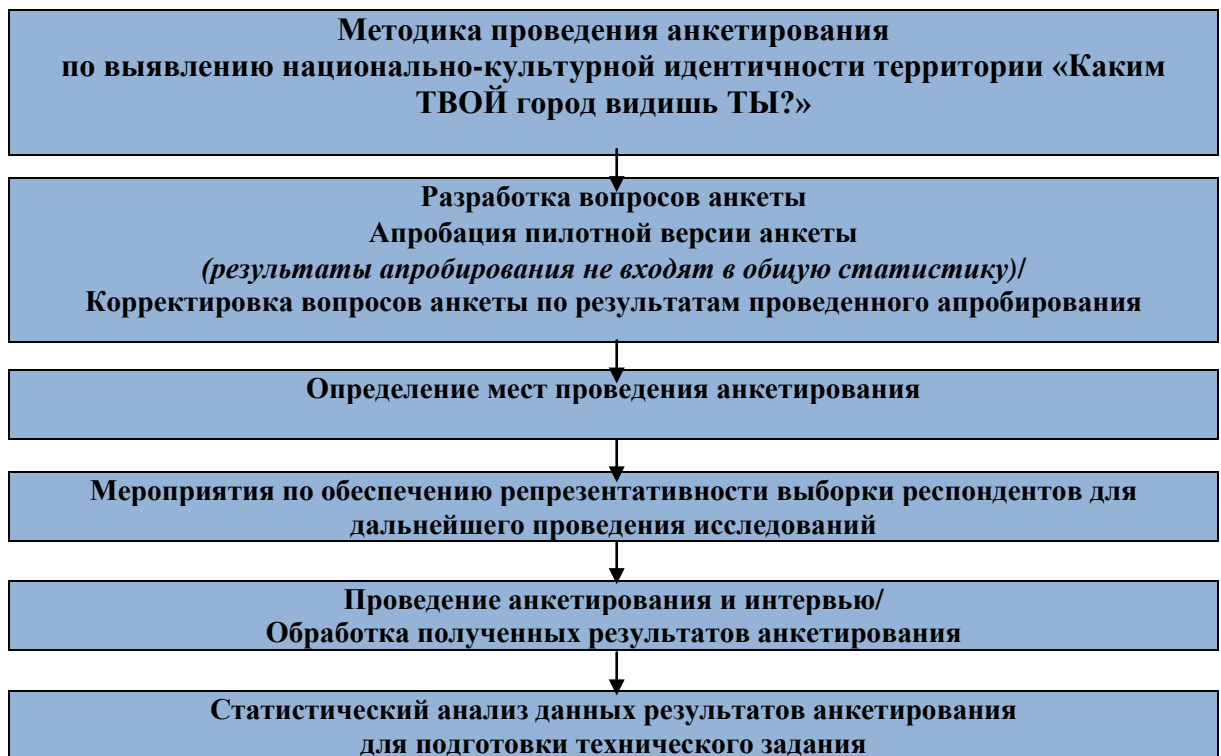 Методика проведения анкетирования
по выявлению национально-культурной идентичности территории «Каким
ТВОЙ город видишь ТЫ?»
Разработка вопросов анкеты
Апробация пилотной версии анкеты
(результаты апробирования не входят в общую статистику)/
Корректировка вопросов анкеты по результатам проведенного апробирования
Определение мест проведения анкетирования
Мероприятия по обеспечению репрезентативности выборки респондентов для
дальнейшего проведения исследований
Проведение анкетирования и интервью/
Обработка полученных результатов анкетирования
Статистический анализ данных результатов анкетирования
для подготовки технического задания